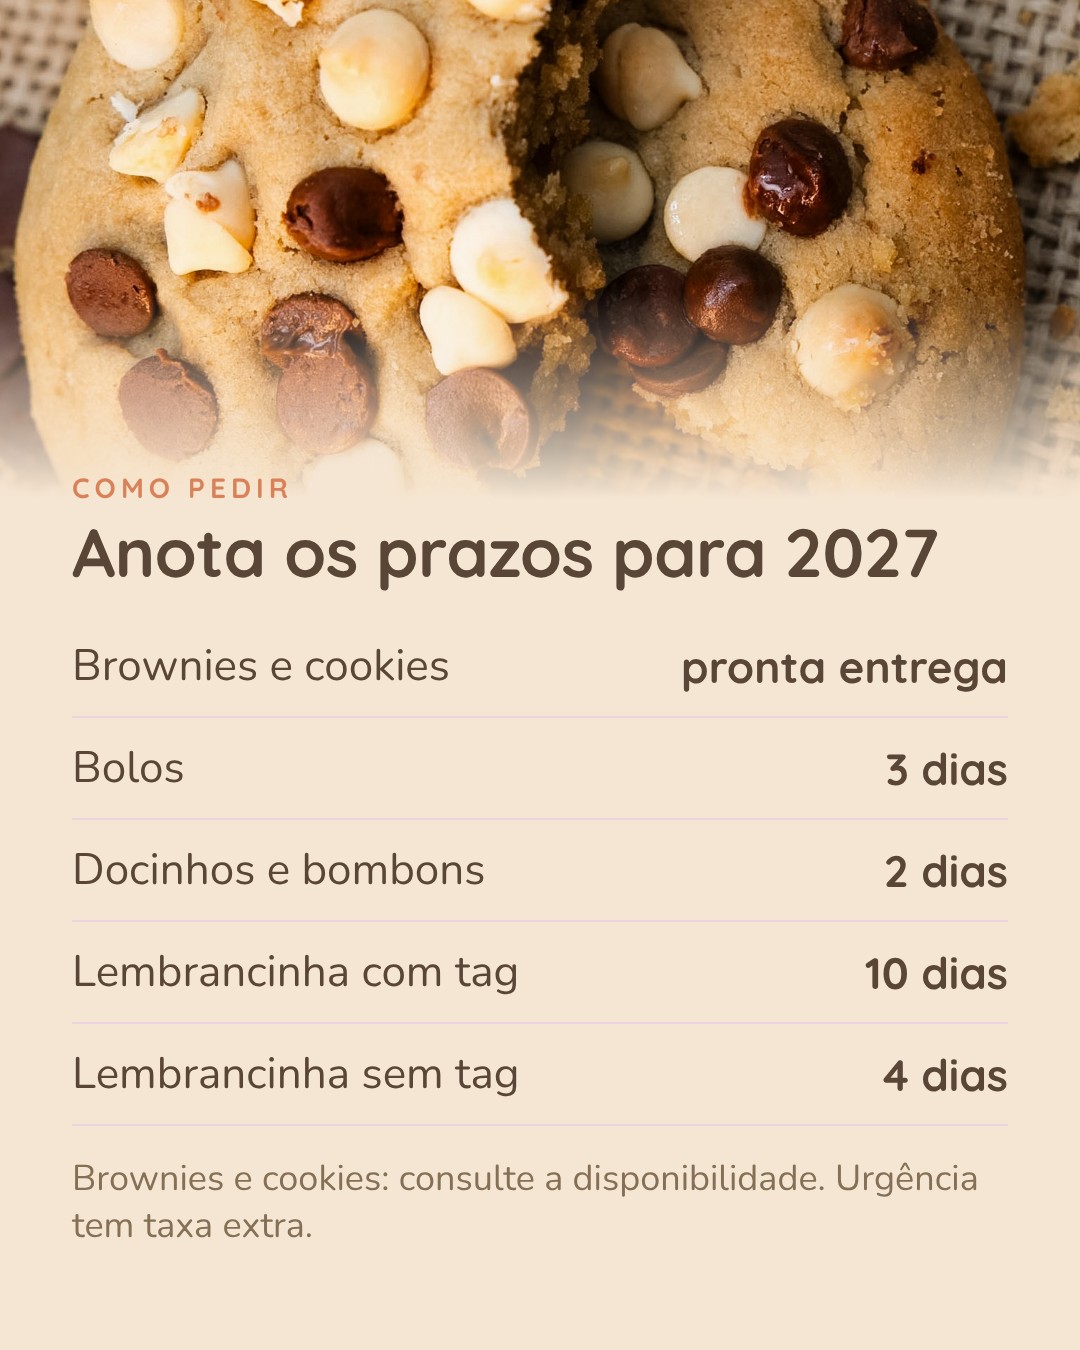 COMO PEDIR
Anota os prazos para 2027
Brownies e cookies pronta entrega
Bolos 3 dias
Docinhos e bombons 2 dias
Lembrancinha com tag 10 dias
Lembrancinha sem tag 4 dias
Brownies e cookies: consulte a disponibilidade. Urgência
tem taxa extra.